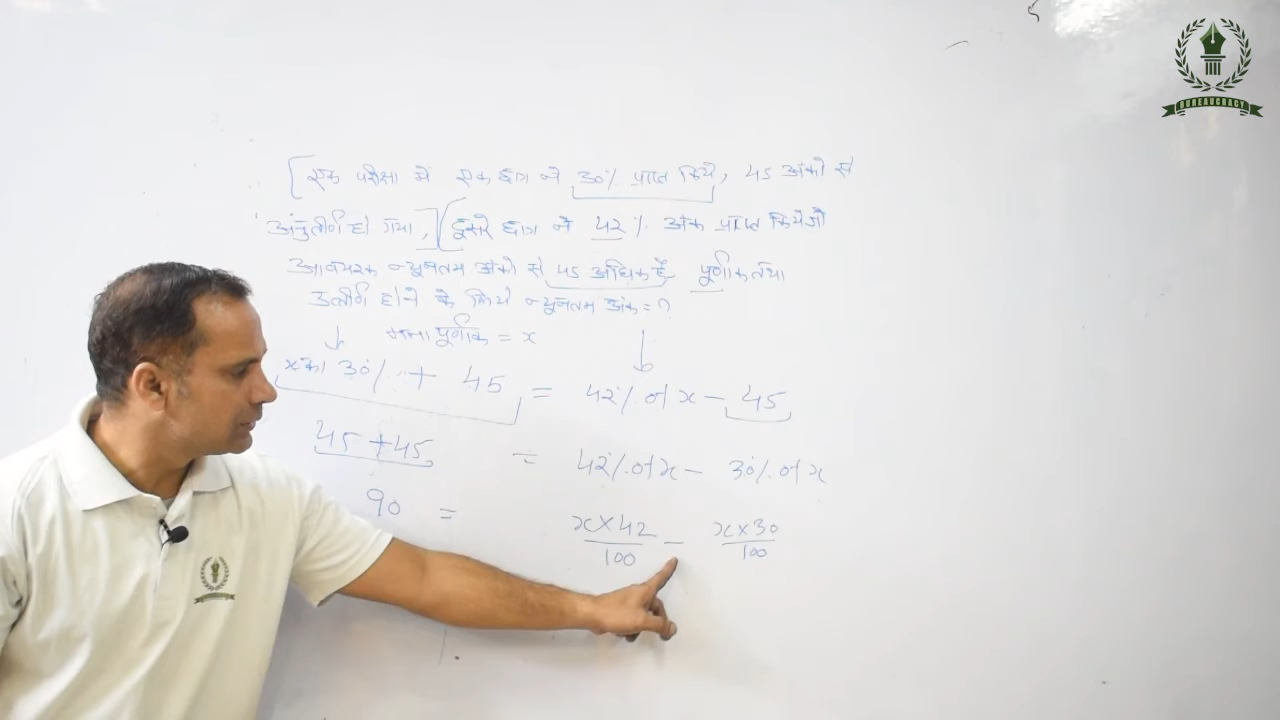 BUREAUCRACY
[एक परीक्षा में एक छात्र ने 30% प्राप्त किये, 45 अंको से
अनुतीर्ण हो गया,] [दूसरे छात्र ने 42% अंक प्राप्त किये जो
आवश्यक न्यूनतम अंको से 45 अधिक है पूर्णांक तथा
उत्तीर्ण होने के लिये न्यूनतम अंक = ?
माना पूर्णांक = x
x का 30% + 45 = 42% of x - 45
45 + 45 = 42% of x - 30% of x
90 = x×42/100 - x×30/100